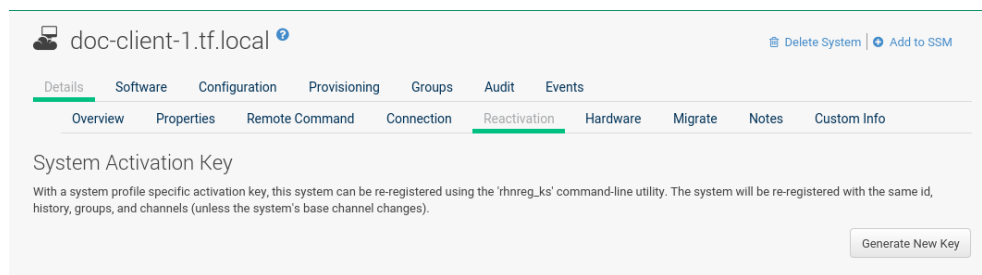 doc-client-1.tf.local ?
Delete System | Add to SSM
Details Software Configuration Provisioning Groups Audit Events
Overview Properties Remote Command Connection Reactivation Hardware Migrate Notes Custom Info
System Activation Key
With a system profile specific activation key, this system can be re-registered using the 'rhnreg_ks' command-line utility. The system will be re-registered with the same id,
history, groups, and channels (unless the system's base channel changes).
Generate New Key